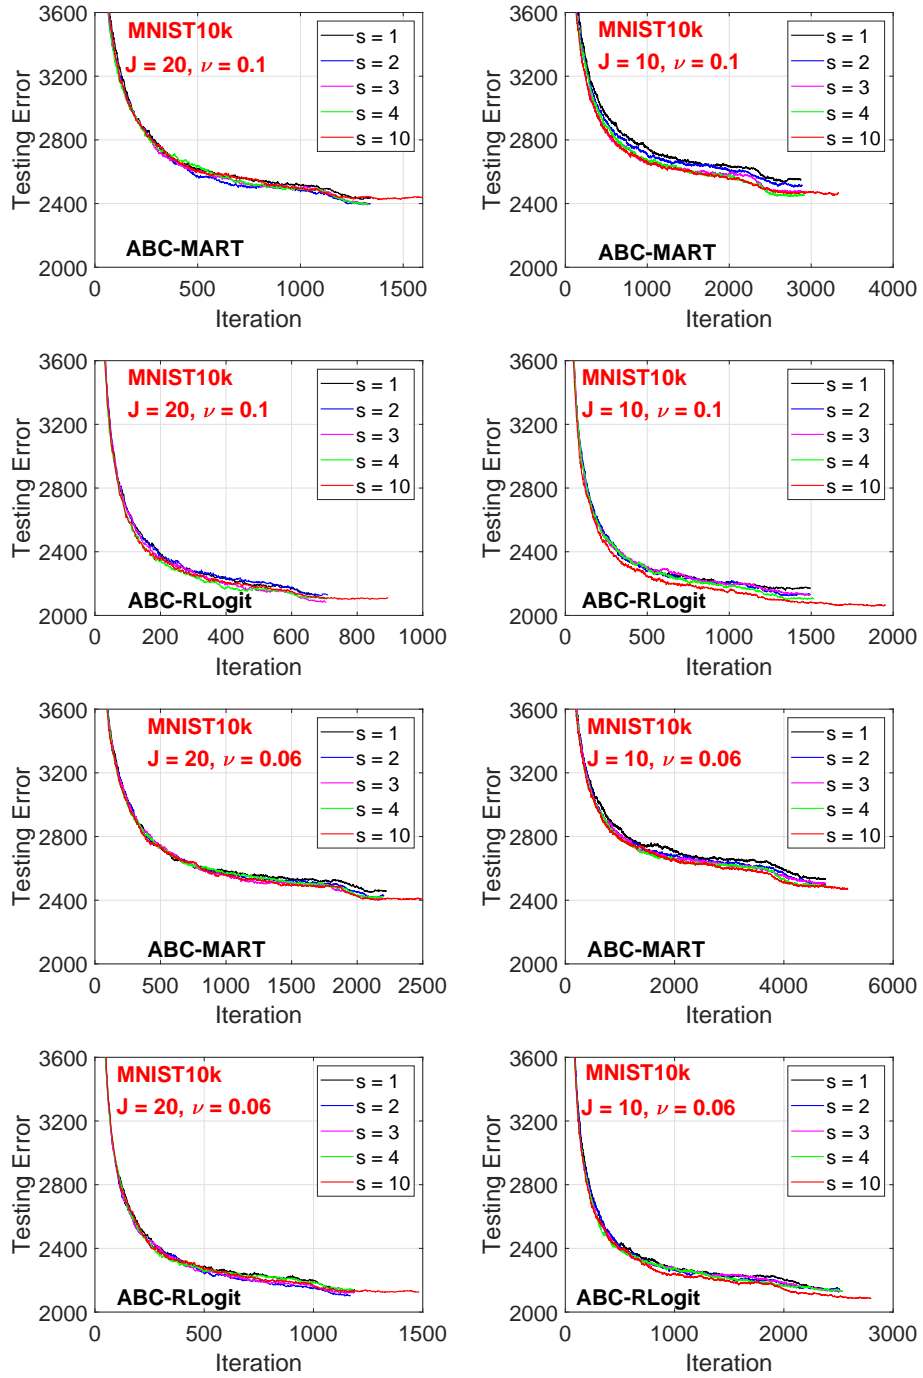 3600
3200
2800
2400
2000
Testing Error
MNIST10k
J = 20, ν = 0.1
s = 1
s = 2
s = 3
s = 4
s = 10
ABC-MART
0 500 1000 1500
Iteration
3600
3200
2800
2400
2000
Testing Error
MNIST10k
J = 10, ν = 0.1
s = 1
s = 2
s = 3
s = 4
s = 10
ABC-MART
0 1000 2000 3000 4000
Iteration
3600
3200
2800
2400
2000
Testing Error
MNIST10k
J = 20, ν = 0.1
s = 1
s = 2
s = 3
s = 4
s = 10
ABC-RLogit
0 200 400 600 800 1000
Iteration
3600
3200
2800
2400
2000
Testing Error
MNIST10k
J = 10, ν = 0.1
s = 1
s = 2
s = 3
s = 4
s = 10
ABC-RLogit
0 500 1000 1500 2000
Iteration
3600
3200
2800
2400
2000
Testing Error
MNIST10k
J = 20, ν = 0.06
s = 1
s = 2
s = 3
s = 4
s = 10
ABC-MART
0 500 1000 1500 2000 2500
Iteration
3600
3200
2800
2400
2000
Testing Error
MNIST10k
J = 10, ν = 0.06
s = 1
s = 2
s = 3
s = 4
s = 10
ABC-MART
0 2000 4000 6000
Iteration
3600
3200
2800
2400
2000
Testing Error
MNIST10k
J = 20, ν = 0.06
s = 1
s = 2
s = 3
s = 4
s = 10
ABC-RLogit
0 500 1000 1500
Iteration
3600
3200
2800
2400
2000
Testing Error
MNIST10k
J = 10, ν = 0.06
s = 1
s = 2
s = 3
s = 4
s = 10
ABC-RLogit
0 1000 2000 3000
Iteration